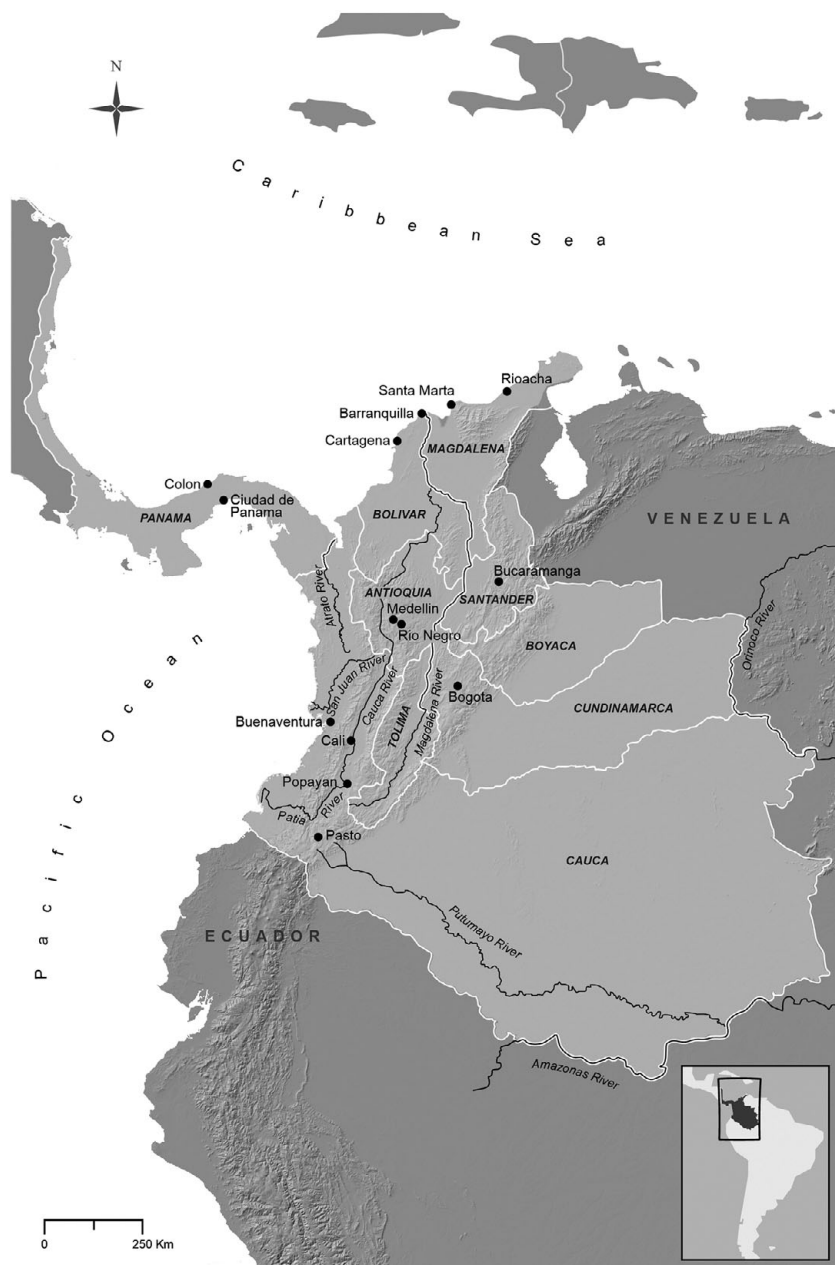 N
Caribbean Sea
Rioacha
Santa Marta
Barranquilla
Cartagena
MAGDALENA
Colon
Ciudad de
Panama
PANAMA
BOLIVAR
VENEZUELA
Bucaramanga
Atrato River
ANTIOQUIA
SANTANDER
Medellin
Rio Negro
BOYACA
Orinoco River
Pacific Ocean
San Juan River
Cauca River
Bogota
CUNDINAMARCA
Buenaventura
TOLIMA
Magdalena River
Cali
Popayan
Patia River
Pasto
CAUCA
Putumayo River
ECUADOR
Amazonas River
0 250 Km